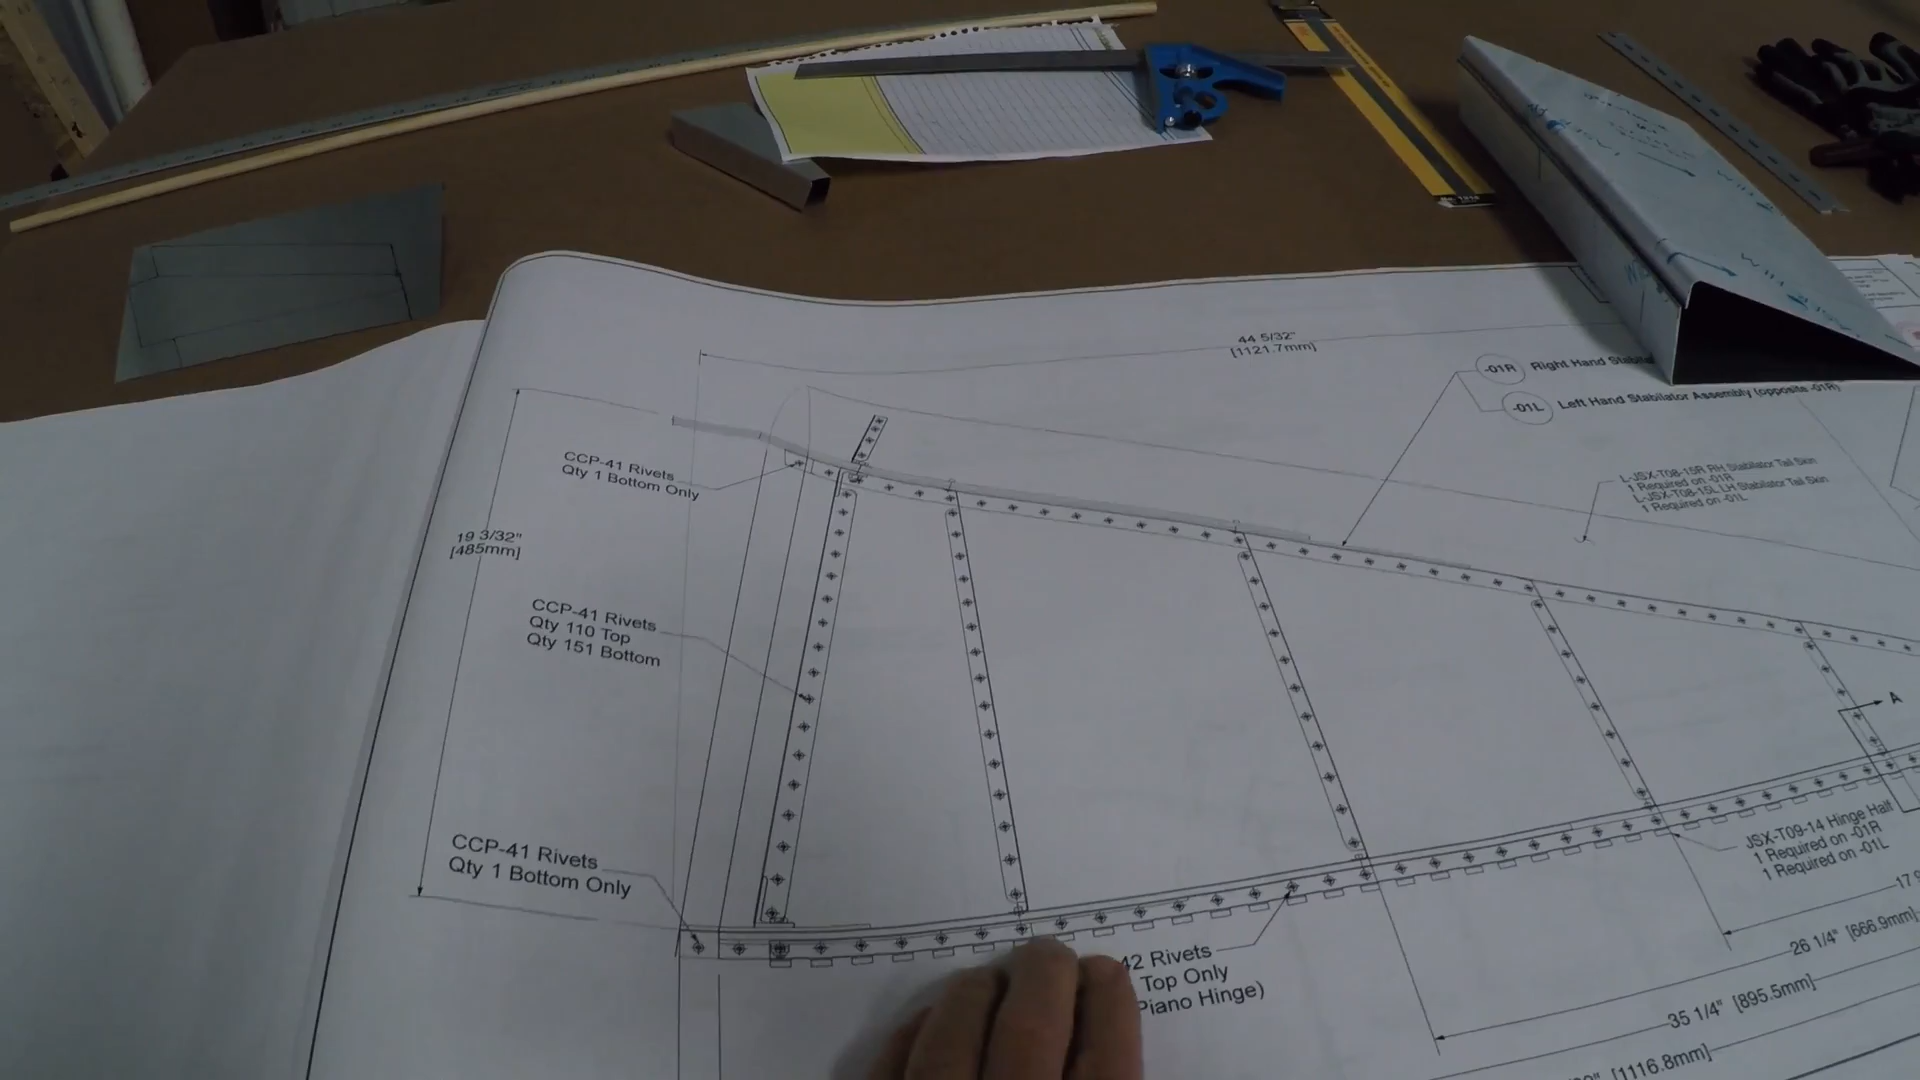 44 5/32"
[1121.7mm]
-01R Right Hand
-01L Left Hand Stabilator Assembly (opposite -01R)
CCP-41 Rivets
Qty 1 Bottom Only
L-JSX-T08-15R RH Stabilator Tail Skin
1 Required on -01R
L-JSX-T08-15L LH Stabilator Tail Skin
1 Required on -01L
19 3/32"
[485mm]
CCP-41 Rivets
Qty 110 Top
Qty 151 Bottom
A
CCP-41 Rivets
Qty 1 Bottom Only
JSX-T09-14 Hinge Half
1 Required on -01R
1 Required on -01L
42 Rivets
Top Only
Piano Hinge)
17.9
26 1/4" [666.9mm]
35 1/4" [895.5mm]
[1116.8mm]